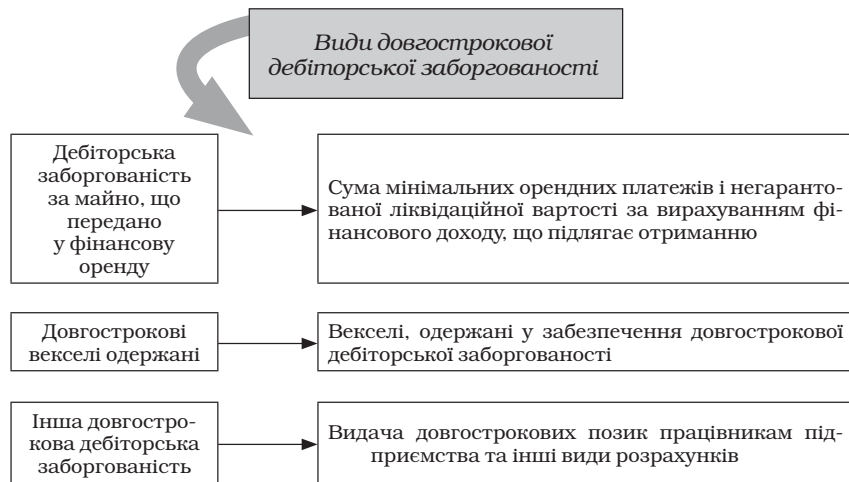 Види довгострокової
дебіторської заборгованості
Дебіторська
заборгованість
за майно, що
передано
у фінансову
оренду
Сума мінімальних орендних платежів і негаранто-
ваної ліквідаційної вартості за вирахуванням фі-
нансового доходу, що підлягає отриманню
Довгострокові
векселі одержані
Векселі, одержані у забезпечення довгострокової
дебіторської заборгованості
Інша довгостро-
кова дебіторська
заборгованість
Видача довгострокових позик працівникам під-
приємства та інші види розрахунків